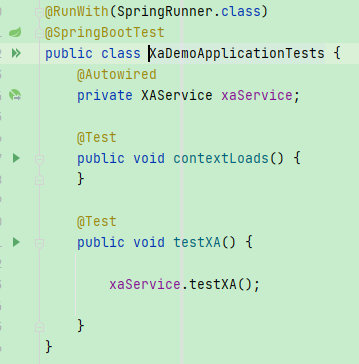 @RunWith(SpringRunner.class)
@SpringBootTest
public class XaDemoApplicationTests {
@Autowired
private XAService xaService;
@Test
public void contextLoads() {
}
@Test
public void testXA() {
xaService.testXA();
}
}